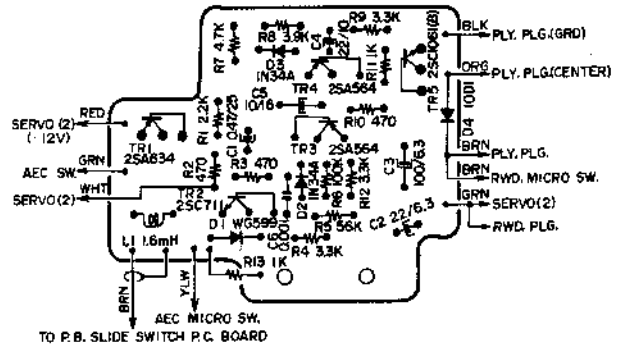 R9 3.3K
R8 3.9K
C4
22/10
BLK
PLY. PLG.(GRD)
R7 4.7K
D3
IN34A
R11 1K
TR5 2SC1061(B)
ORG
PLY. PLG.(CENTER)
TR4 2SA564
C5
10/16
R10 470
10D1
D4
RED
SERVO (2)
(+12V)
R1 2.2K
C1 0.47/25
TR1
2SA634
TR3 2SA564
BRN
PLY. PLG.
GRN
AEC SW.
R2
470
R3 470
C3
100/6.3
BRN
RWD. MICRO SW.
WHT
SERVO(2)
TR2
2SC711
D2
IN34A
R6 100K
R12 3.3K
GRN
SERVO(2)
D1 WG599
C6
R5 56K
C2 22/6.3
RWD. PLG.
L1 1.6mH
R4 3.3K
R13 1K
BRN
YLW
AEC MICRO SW.
TO P.B. SLIDE SWITCH P.C. BOARD